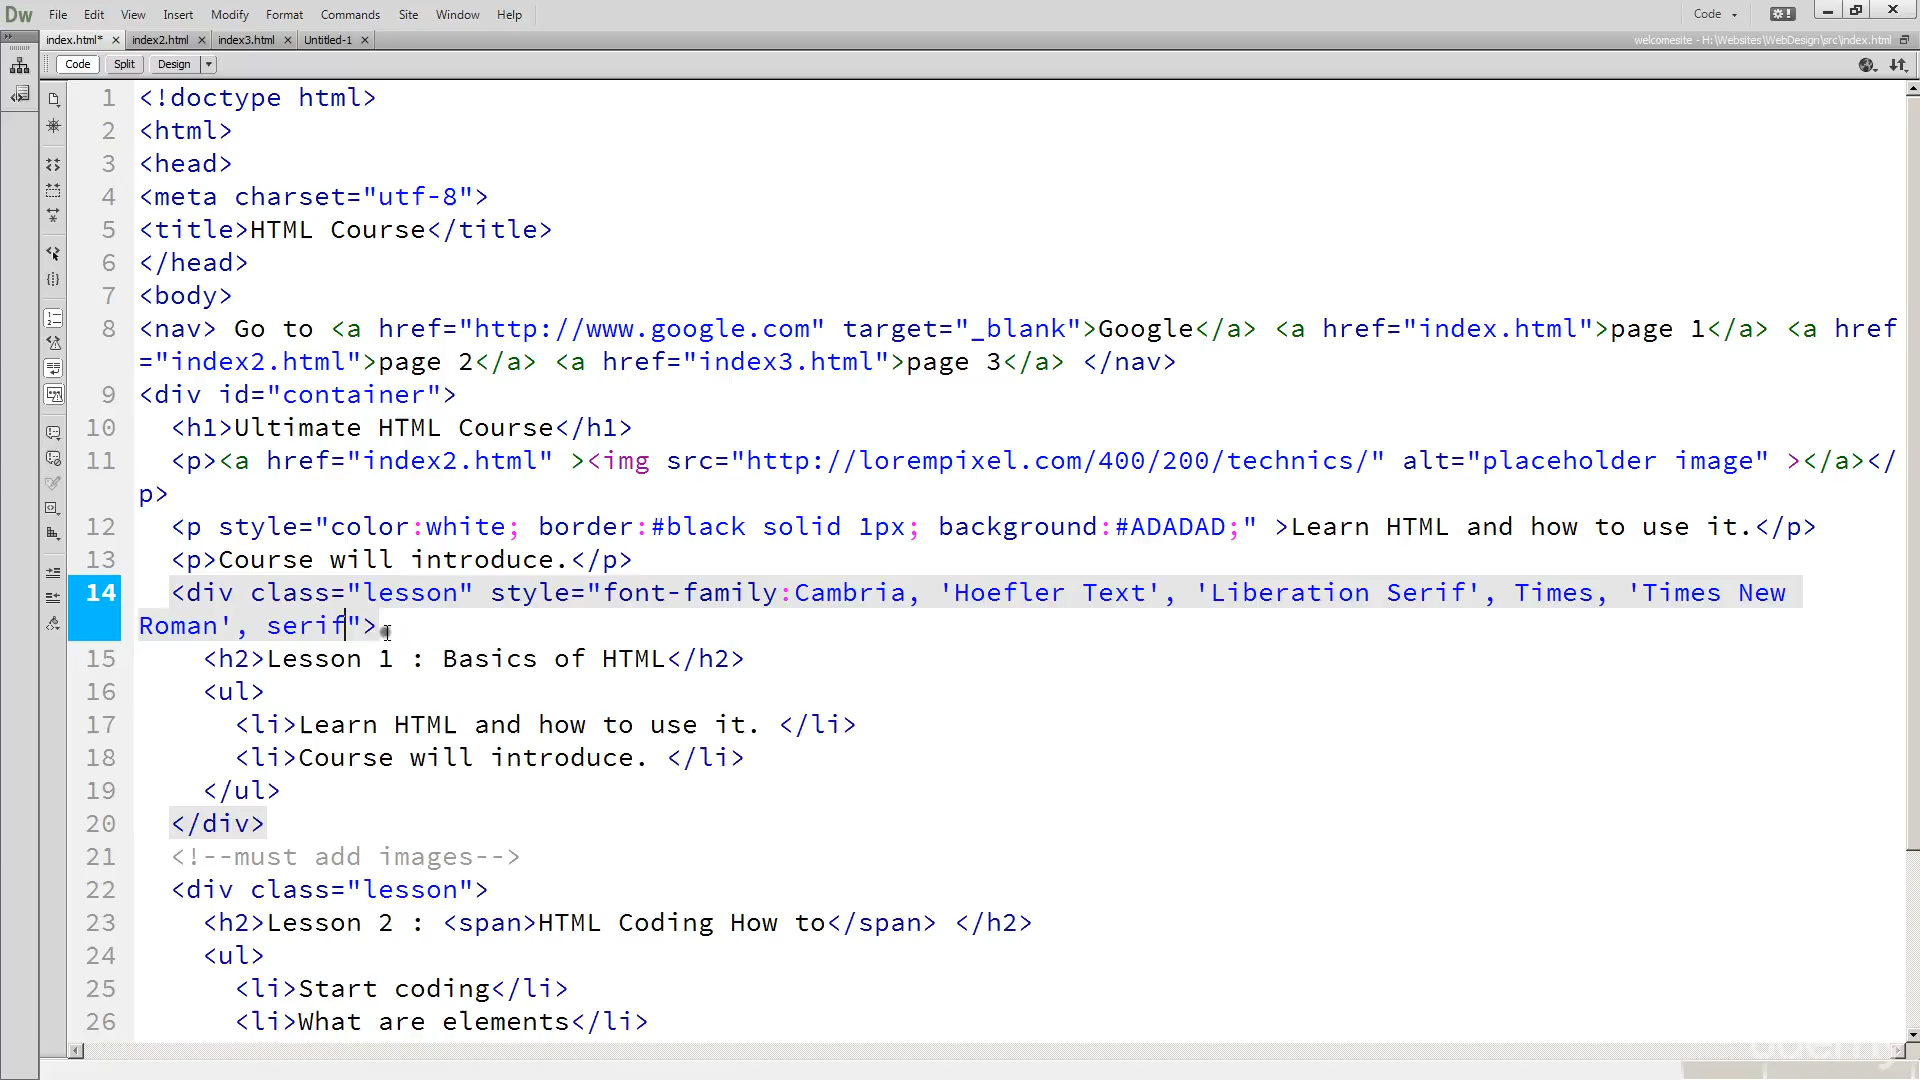 Dw File Edit View Insert Modify Format Commands Site Window Help Code
index.html* × index2.html × index3.html × Untitled-1 × welcomesite - H:\Websites\WebDesign\src\index.html
Code Split Design
1 <!doctype html>
2 <html>
3 <head>
4 <meta charset="utf-8">
5 <title>HTML Course</title>
6 </head>
7 <body>
8 <nav> Go to <a href="http://www.google.com" target="_blank">Google</a> <a href="index.html">page 1</a> <a href
="index2.html">page 2</a> <a href="index3.html">page 3</a> </nav>
9 <div id="container">
10 <h1>Ultimate HTML Course</h1>
11 <p><a href="index2.html" ><img src="http://lorempixel.com/400/200/technics/" alt="placeholder image" ></a></
p>
12 <p style="color:white; border:#black solid 1px; background:#ADADAD;" >Learn HTML and how to use it.</p>
13 <p>Course will introduce.</p>
14 <div class="lesson" style="font-family:Cambria, 'Hoefler Text', 'Liberation Serif', Times, 'Times New
Roman', serif">
15 <h2>Lesson 1 : Basics of HTML</h2>
16 <ul>
17 <li>Learn HTML and how to use it. </li>
18 <li>Course will introduce. </li>
19 </ul>
20 </div>
21 <!--must add images-->
22 <div class="lesson">
23 <h2>Lesson 2 : <span>HTML Coding How to</span> </h2>
24 <ul>
25 <li>Start coding</li>
26 <li>What are elements</li>